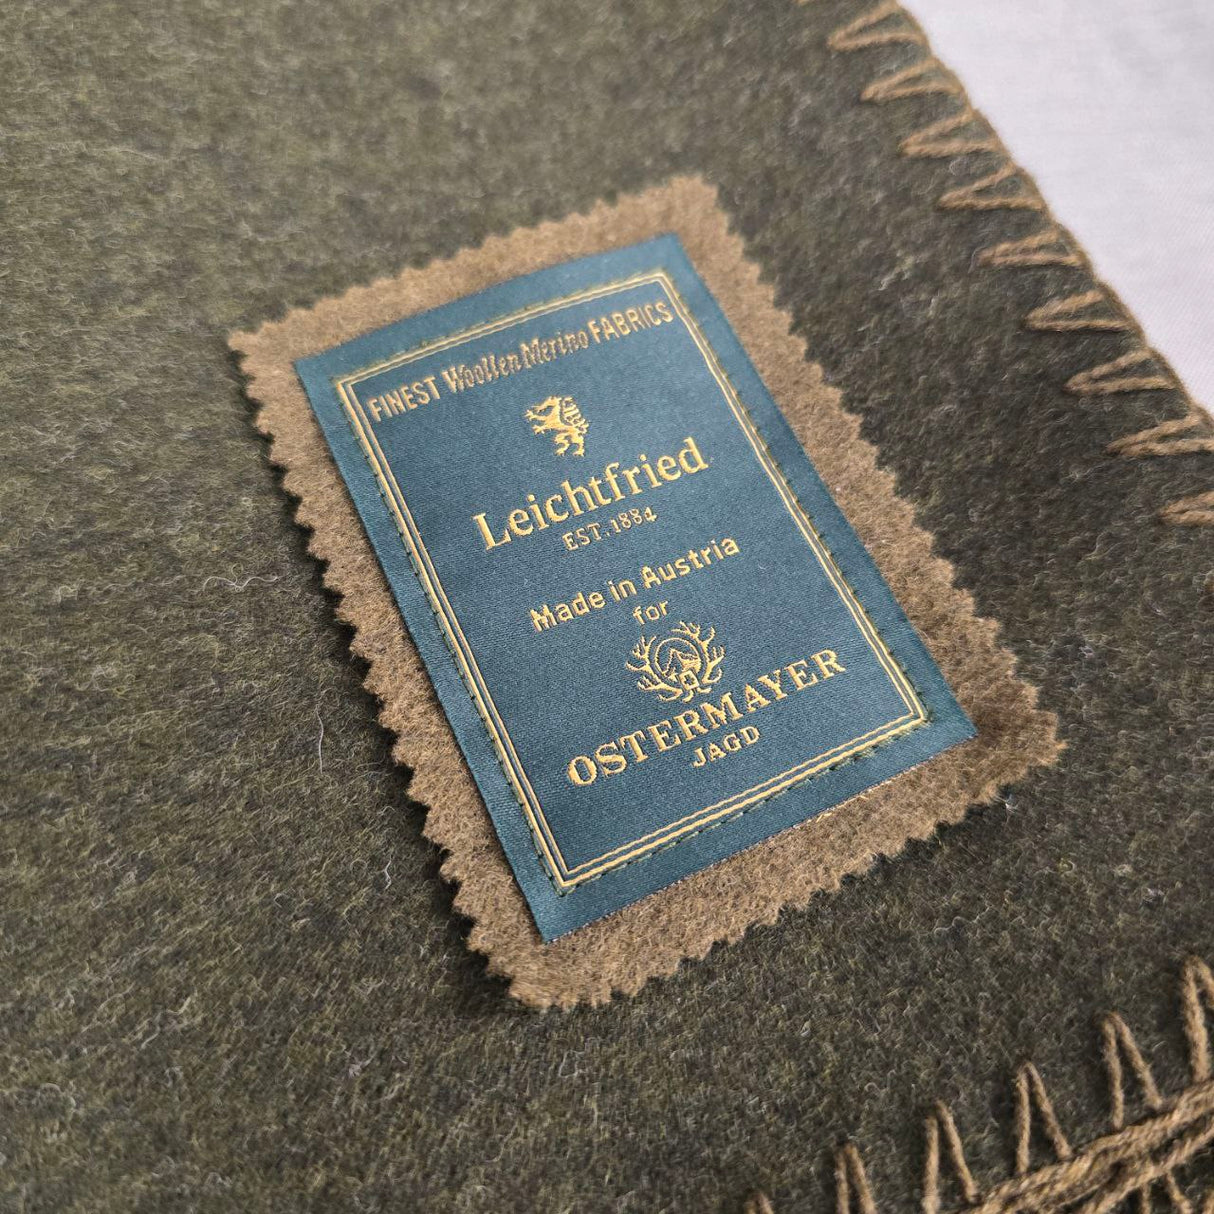 FINEST Woollen Merino FABRICS
Leichtfried
EST. 1884
Made in Austria
for
OSTERMAYER
JAGD